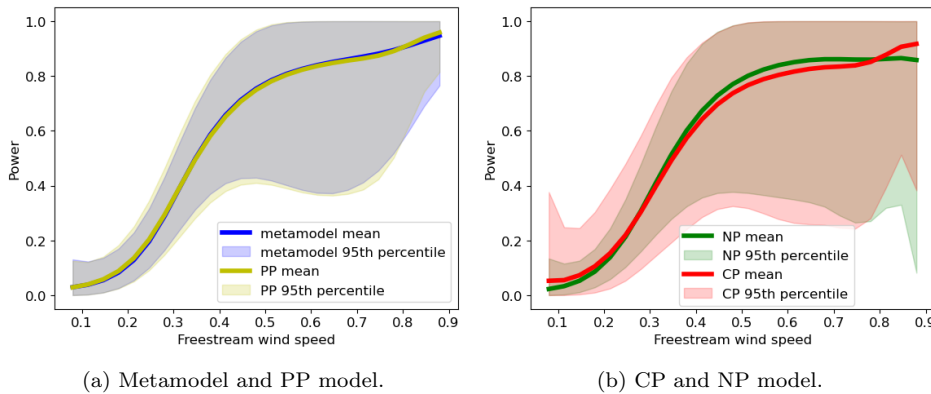 1.0
0.8
0.6
0.4
0.2
0.0
Power
metamodel mean
metamodel 95th percentile
PP mean
PP 95th percentile
0.1 0.2 0.3 0.4 0.5 0.6 0.7 0.8 0.9
Freestream wind speed
(a) Metamodel and PP model.
1.0
0.8
0.6
0.4
0.2
0.0
Power
NP mean
NP 95th percentile
CP mean
CP 95th percentile
0.1 0.2 0.3 0.4 0.5 0.6 0.7 0.8 0.9
Freestream wind speed
(b) CP and NP model.